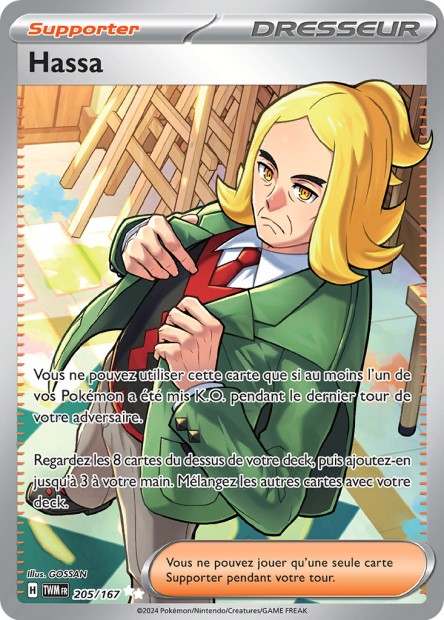 Supporter
DRESSEUR
Hassa
Vous ne pouvez utiliser cette carte que si au moins l'un de
vos Pokémon a été mis K.O. pendant le dernier tour de
votre adversaire.
Regardez les 8 cartes du dessus de votre deck, puis ajoutez-en
jusqu'à 3 à votre main. Mélangez les autres cartes avec votre
deck.
Vous ne pouvez jouer qu'une seule carte
Supporter pendant votre tour.
Illus. GOSSAN
H TWM FR 205/167
©2024 Pokémon/Nintendo/Creatures/GAME FREAK